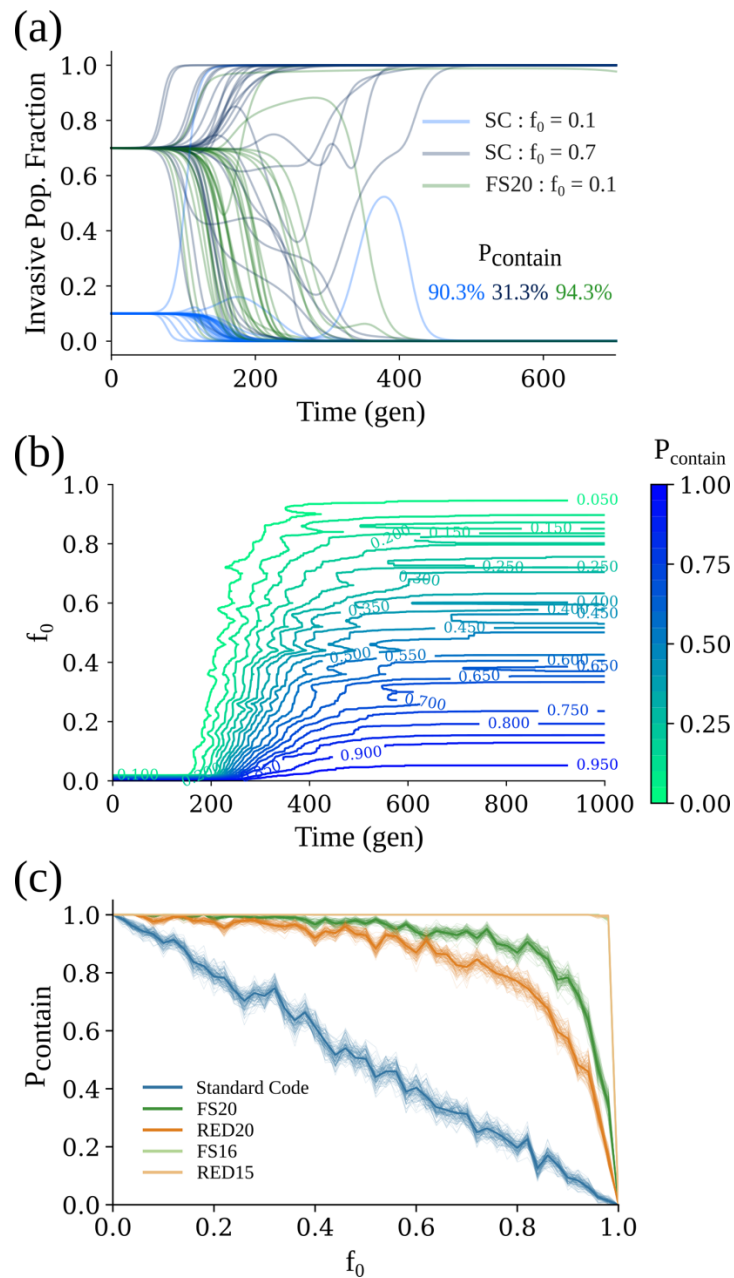 (a)
Invasive Pop. Fraction
1.0
0.8
0.6
0.4
0.2
0.0
SC : f₀ = 0.1
SC : f₀ = 0.7
FS20 : f₀ = 0.1
P_contain
90.3% 31.3% 94.3%
0 200 400 600
Time (gen)
(b)
P_contain
f₀
1.0
0.8
0.6
0.4
0.2
0.0
0.050
0.200
0.150
0.150
0.250
0.250
0.300
0.400
0.350
0.400
0.450
0.450
0.500
0.550
0.600
0.650
0.650
0.700
0.750
0.800
0.900
0.950
0.100
0 200 400 600 800 1000
Time (gen)
1.00
0.75
0.50
0.25
0.00
(c)
P_contain
1.0
0.8
0.6
0.4
0.2
0.0
Standard Code
FS20
RED20
FS16
RED15
0.0 0.2 0.4 0.6 0.8 1.0
f₀